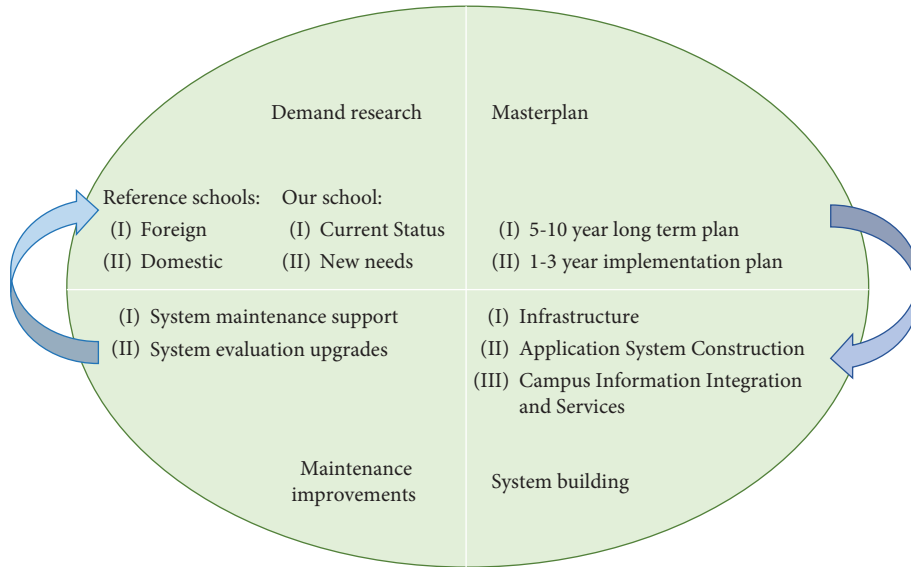 Demand research
Masterplan
Reference schools:
(I) Foreign
(II) Domestic
Our school:
(I) Current Status
(II) New needs
(I) 5-10 year long term plan
(II) 1-3 year implementation plan
(I) System maintenance support
(II) System evaluation upgrades
(I) Infrastructure
(II) Application System Construction
(III) Campus Information Integration
and Services
Maintenance
improvements
System building